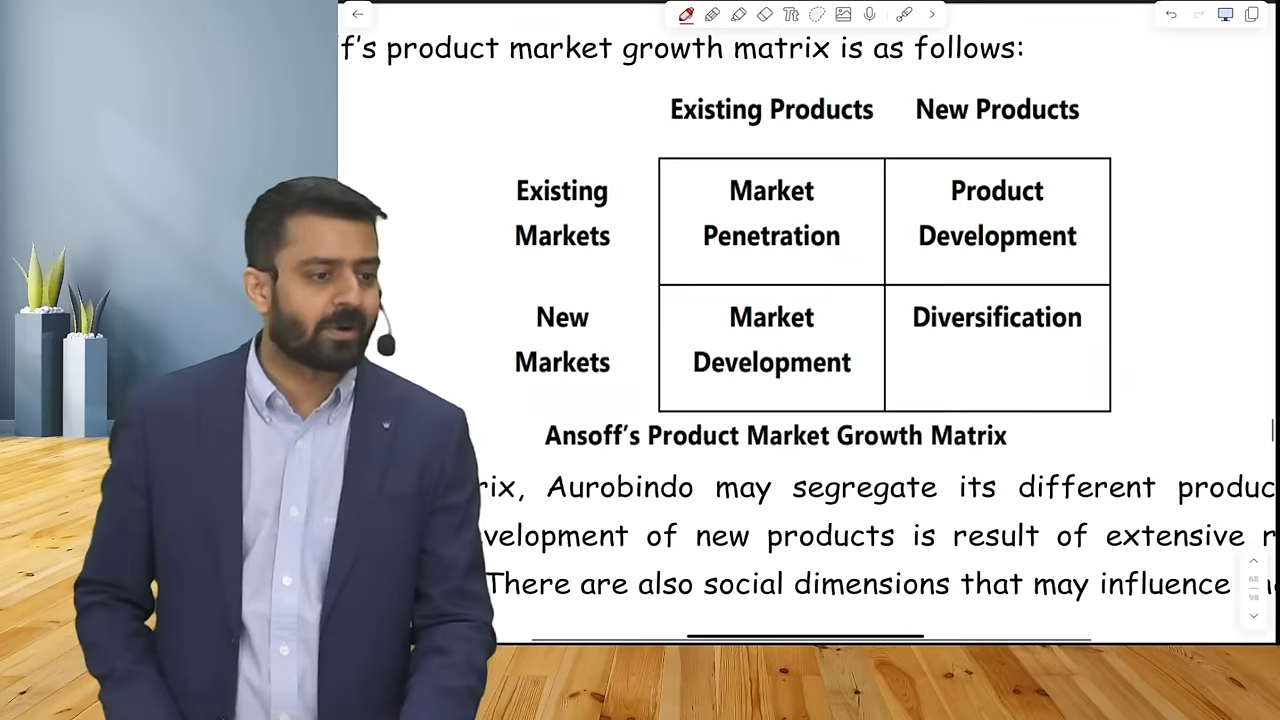 f's product market growth matrix is as follows:
Existing Products New Products
Existing Markets
Market Penetration
Product Development
New Markets
Market Development
Diversification
Ansoff's Product Market Growth Matrix
rix, Aurobindo may segregate its different produc
velopment of new products is result of extensive r
There are also social dimensions that may influence
68
98